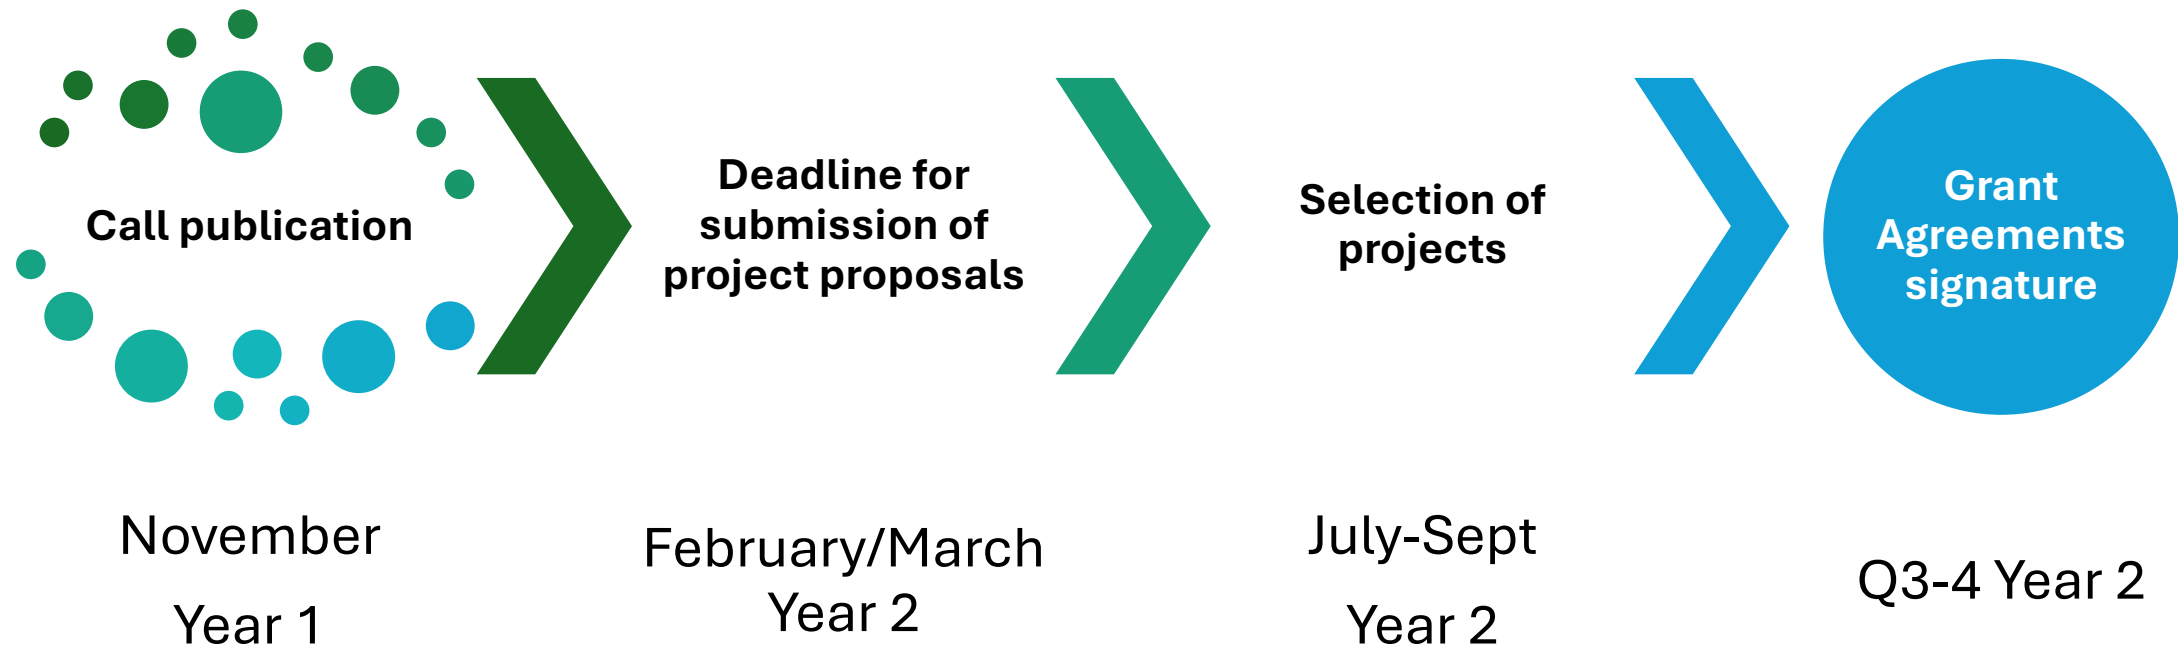 Call publication
Deadline for
submission of
project proposals
Selection of
projects
Grant
Agreements
signature
November
Year 1
February/March
Year 2
July-Sept
Year 2
Q3-4 Year 2